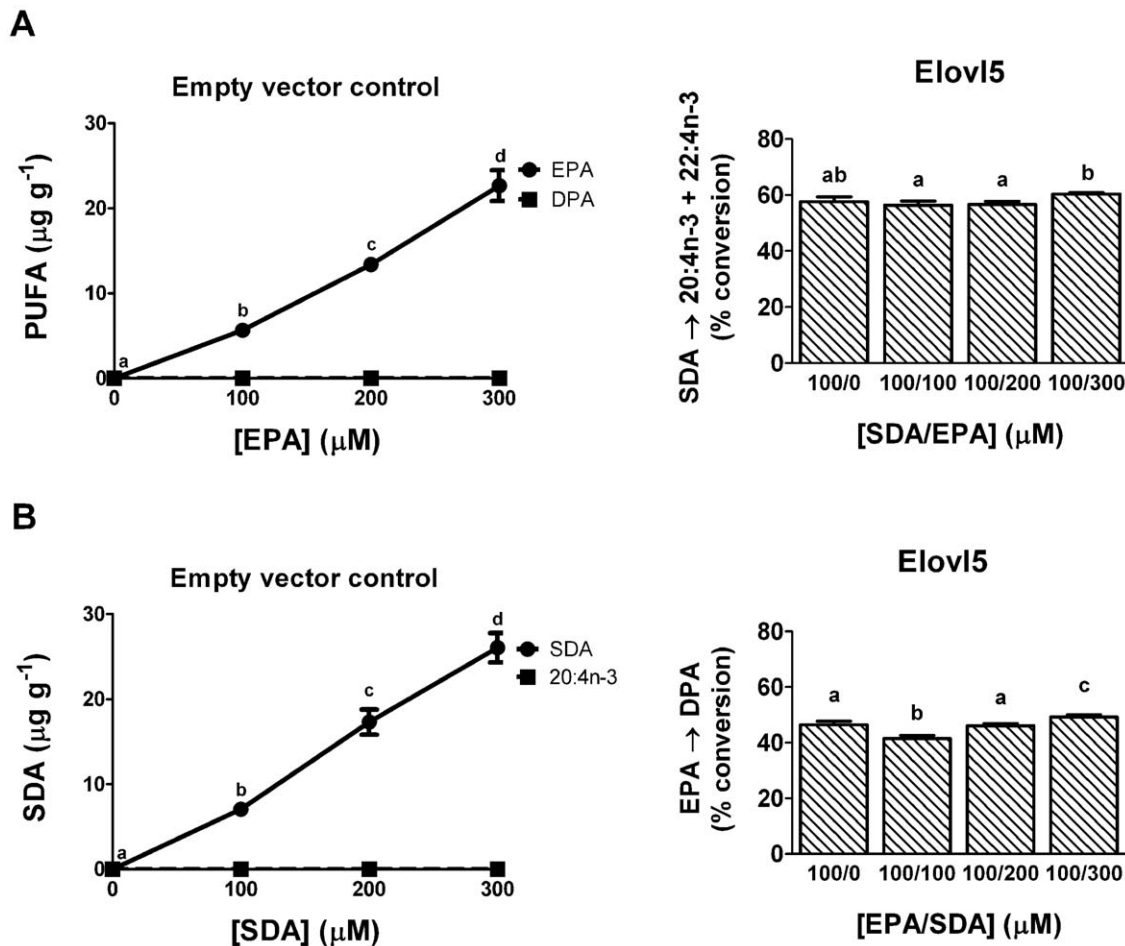 A
Empty vector control
PUFA (μg g⁻¹)
30
20
10
0
a
b
c
d
EPA
DPA
0 100 200 300
[EPA] (μM)
Elovl5
SDA → 20:4n-3 + 22:4n-3
(% conversion)
80
60
40
20
0
ab a a b
100/0 100/100 100/200 100/300
[SDA/EPA] (μM)
B
Empty vector control
SDA (μg g⁻¹)
30
20
10
0
a
b
c
d
SDA
20:4n-3
0 100 200 300
[SDA] (μM)
Elovl5
EPA → DPA
(% conversion)
80
60
40
20
0
a b a c
100/0 100/100 100/200 100/300
[EPA/SDA] (μM)